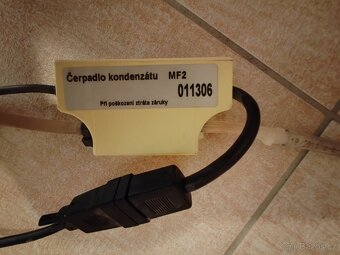 Čerpadlo kondenzátu MF2
011306
Při poškození ztráta záruky